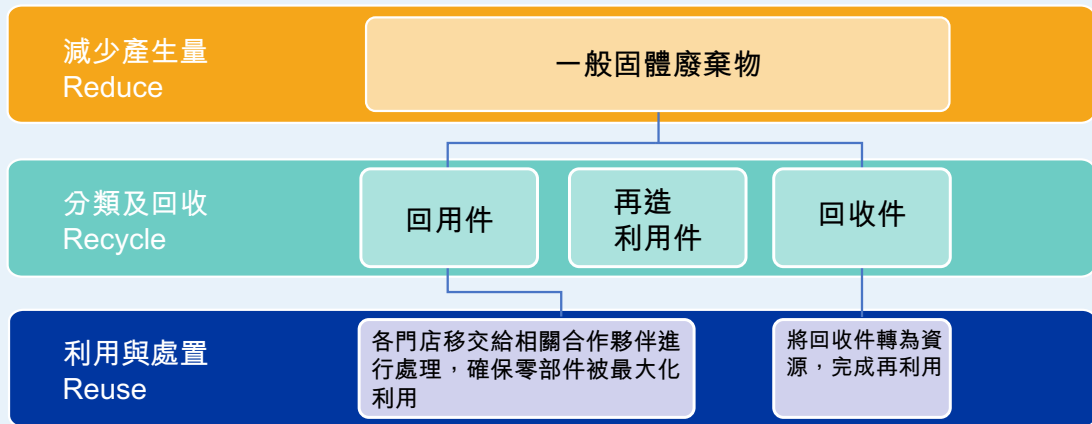 減少產生量
Reduce
一般固體廢棄物
分類及回收
Recycle
回用件
再造
利用件
回收件
利用與處置
Reuse
各門店移交給相關合作夥伴進
行處理，確保零部件被最大化
利用
將回收件轉為資
源，完成再利用